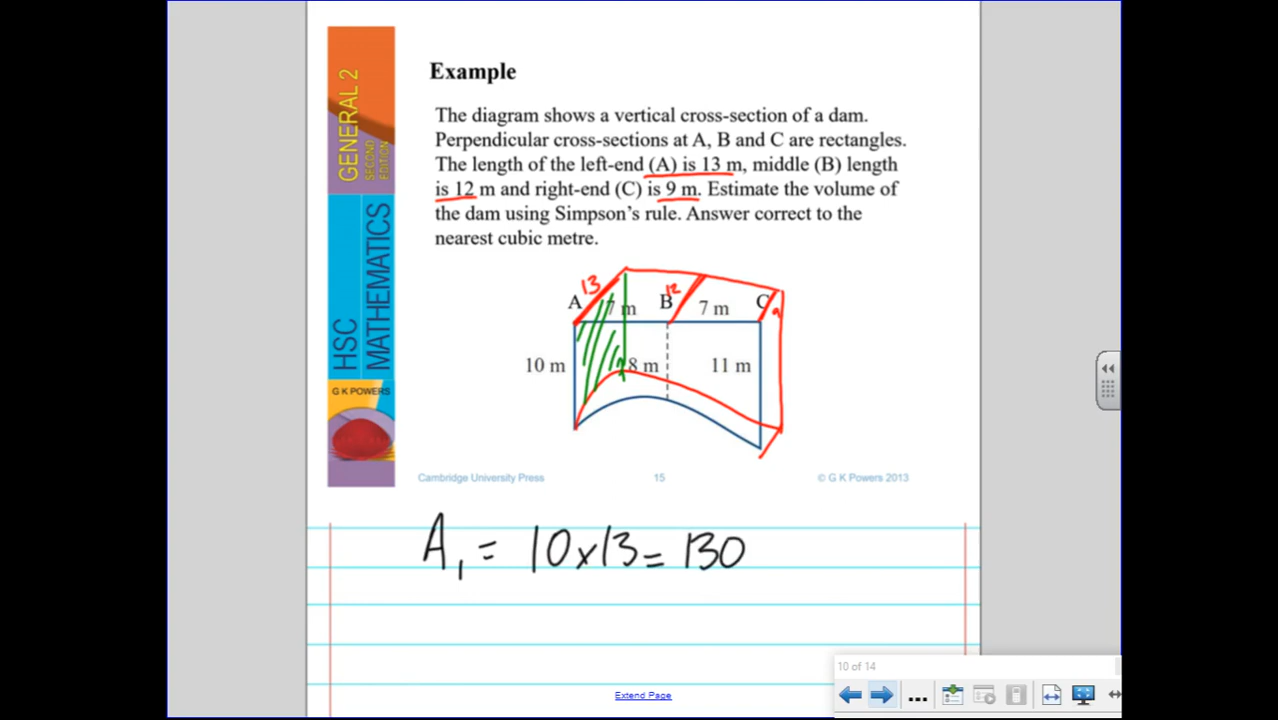 GENERAL 2
SECOND
EDITION
HSC
MATHEMATICS
G K POWERS
Example
The diagram shows a vertical cross-section of a dam.
Perpendicular cross-sections at A, B and C are rectangles.
The length of the left-end (A) is 13 m, middle (B) length
is 12 m and right-end (C) is 9 m. Estimate the volume of
the dam using Simpson's rule. Answer correct to the
nearest cubic metre.
13 12
A 7 m B 7 m C 9
10 m 8 m 11 m
Cambridge University Press 15 © G K Powers 2013
A₁ = 10x13 = 130
10 of 14
Extend Page